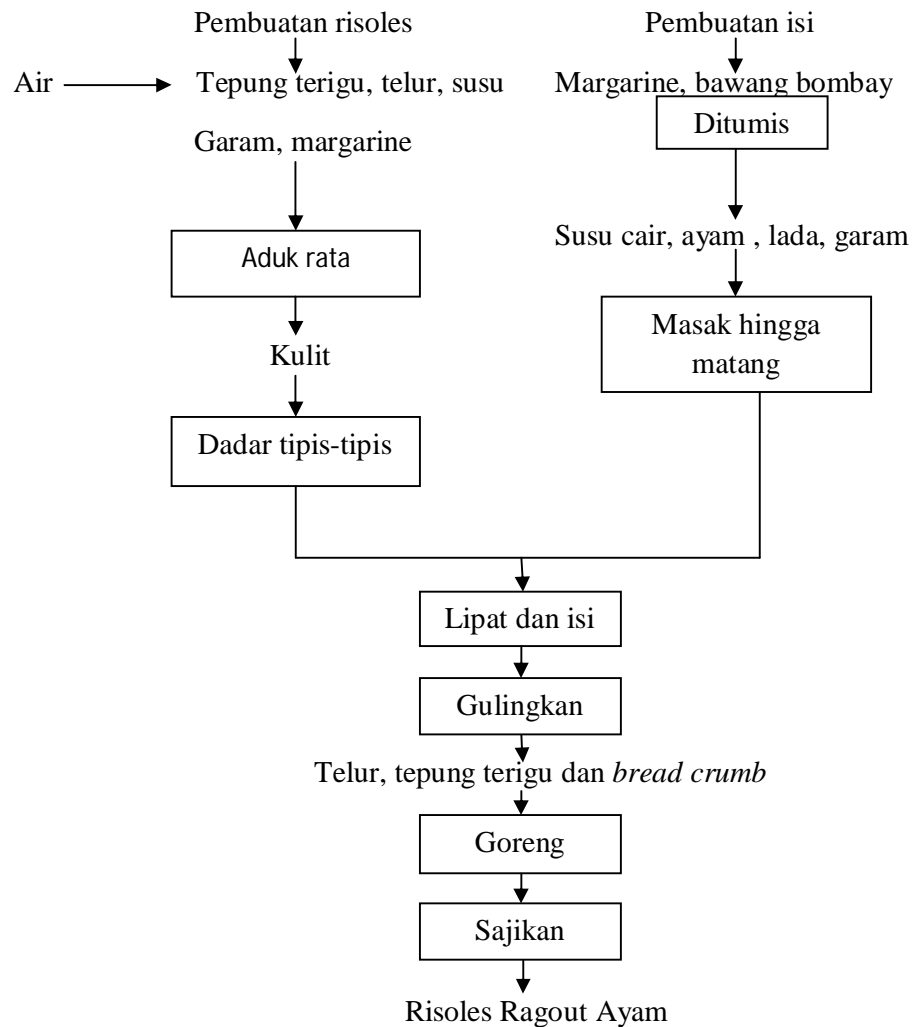 Pembuatan risoles
Air
Tepung terigu, telur, susu
Garam, margarine
Aduk rata
Kulit
Dadar tipis-tipis
Pembuatan isi
Margarine, bawang bombay
Ditumis
Susu cair, ayam , lada, garam
Masak hingga
matang
Lipat dan isi
Gulingkan
Telur, tepung terigu dan bread crumb
Goreng
Sajikan
Risoles Ragout Ayam